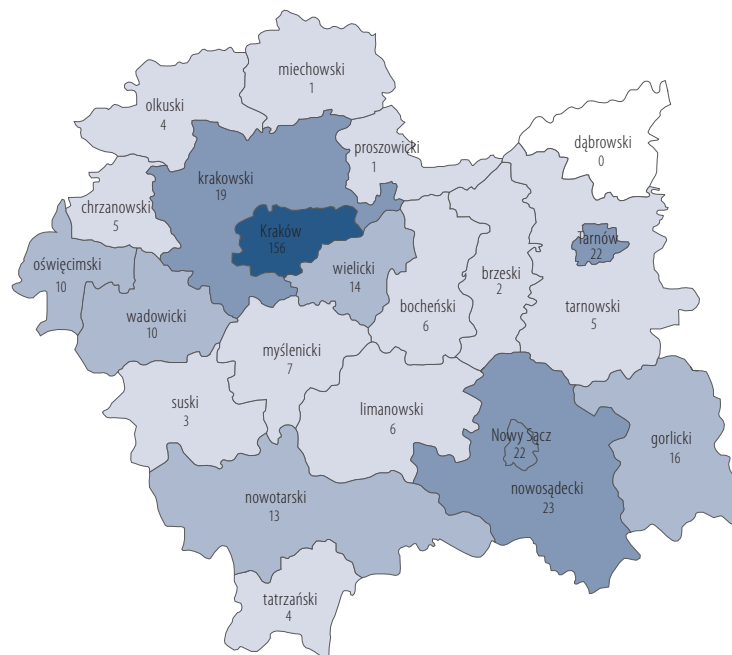 miechowski
1
olkuski
4
dąbrowski
0
proszowicki
1
krakowski
19
chrzanowski
5
Kraków
156
Tarnów
22
oświęcimski
10
wielicki
14
brzeski
2
bocheński
6
tarnowski
5
wadowicki
10
myślenicki
7
suski
3
limanowski
6
Nowy Sącz
22
gorlicki
16
nowosądecki
23
nowotarski
13
tatrzański
4